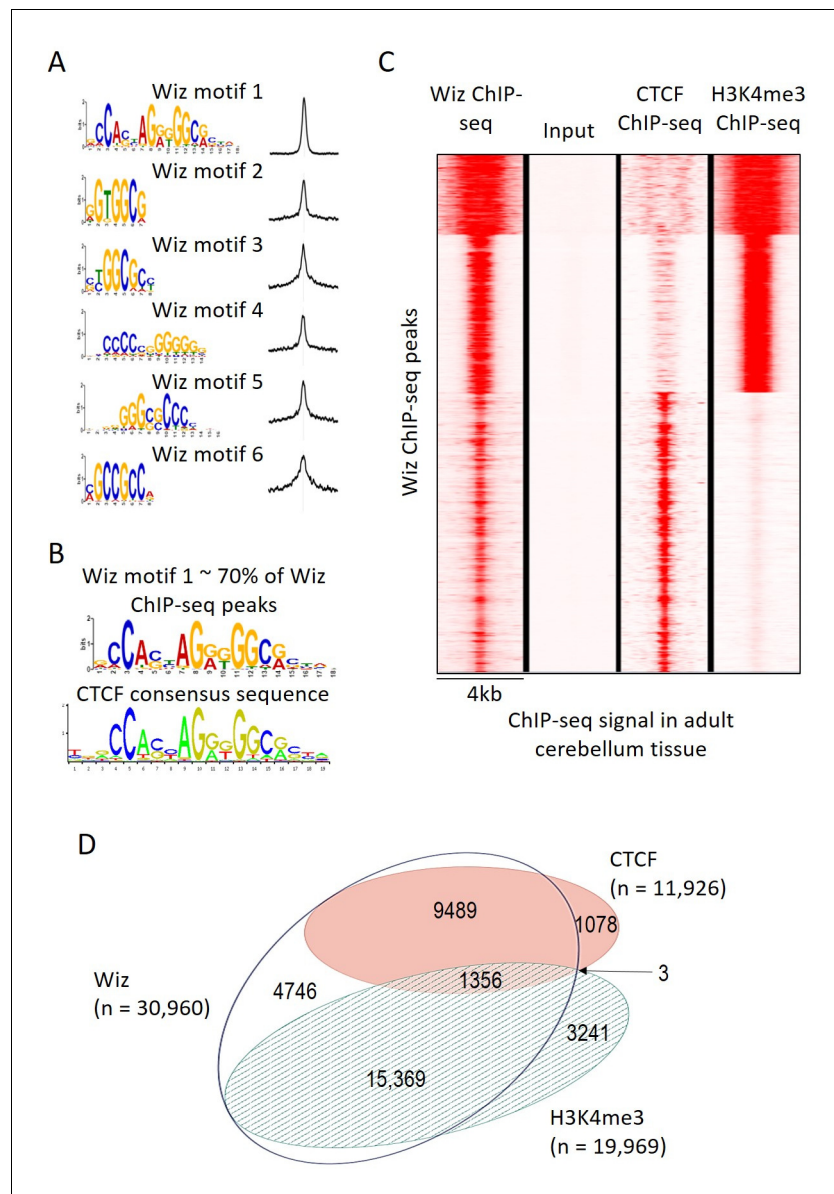 A
Wiz motif 1
Wiz motif 2
Wiz motif 3
Wiz motif 4
Wiz motif 5
Wiz motif 6
B
Wiz motif 1 ~ 70% of Wiz
ChIP-seq peaks
CTCF consensus sequence
C
Wiz ChIP-
seq
Input
CTCF
ChIP-seq
H3K4me3
ChIP-seq
Wiz ChIP-seq peaks
4kb
ChIP-seq signal in adult
cerebellum tissue
D
CTCF
(n = 11,926)
9489
1078
Wiz
(n = 30,960)
4746
1356
3
3241
15,369
H3K4me3
(n = 19,969)